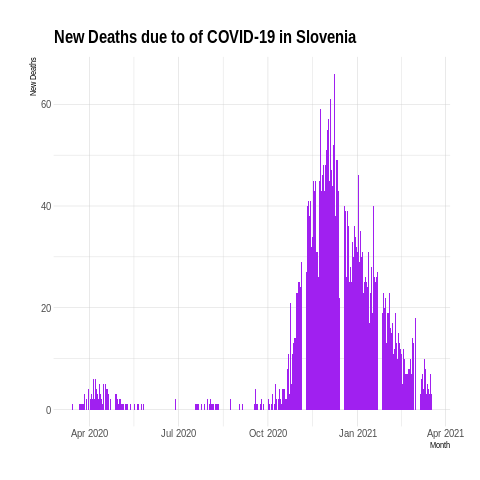 New Deaths due to of COVID-19 in Slovenia
New Deaths
60
40
20
0
Apr 2020 Jul 2020 Oct 2020 Jan 2021 Apr 2021
Month